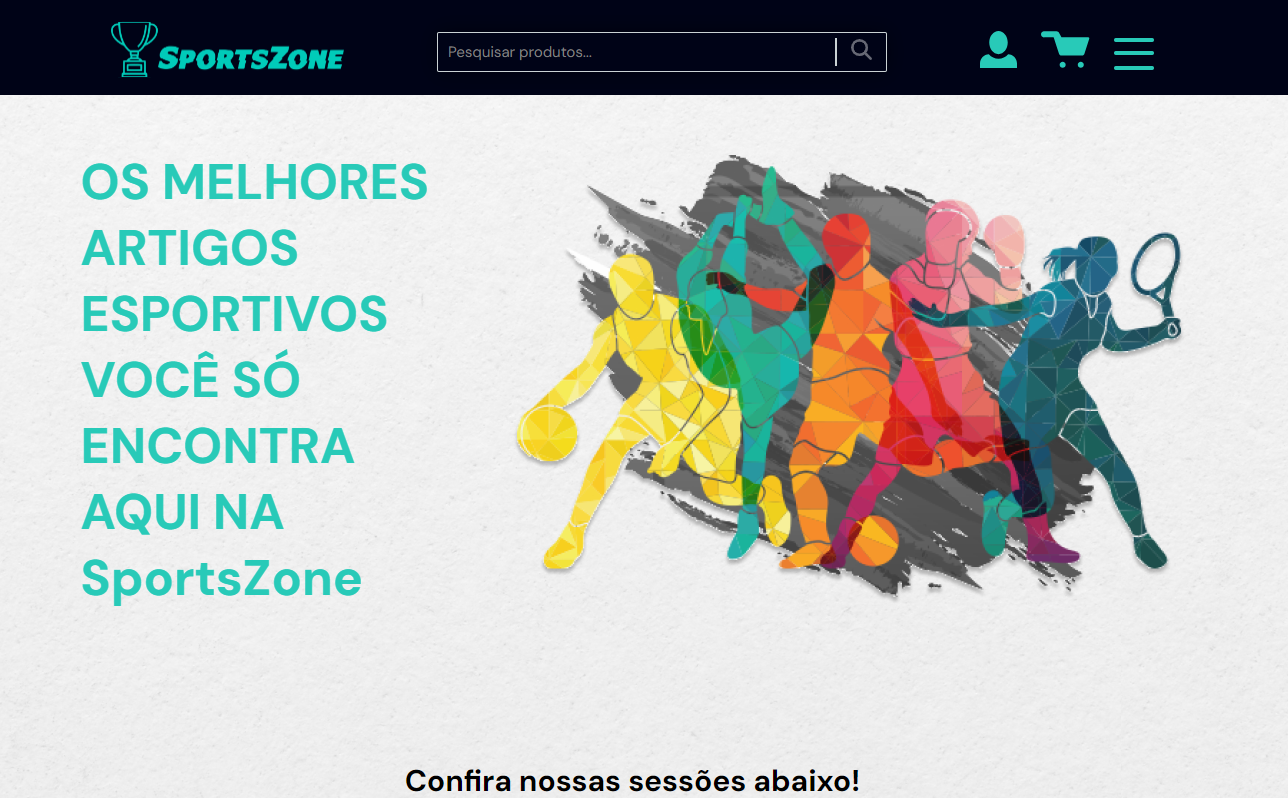 SPORTSZONE
Pesquisar produtos...
OS MELHORES
ARTIGOS
ESPORTIVOS
VOCÊ SÓ
ENCONTRA
AQUI NA
SportsZone
Confira nossas sessões abaixo!